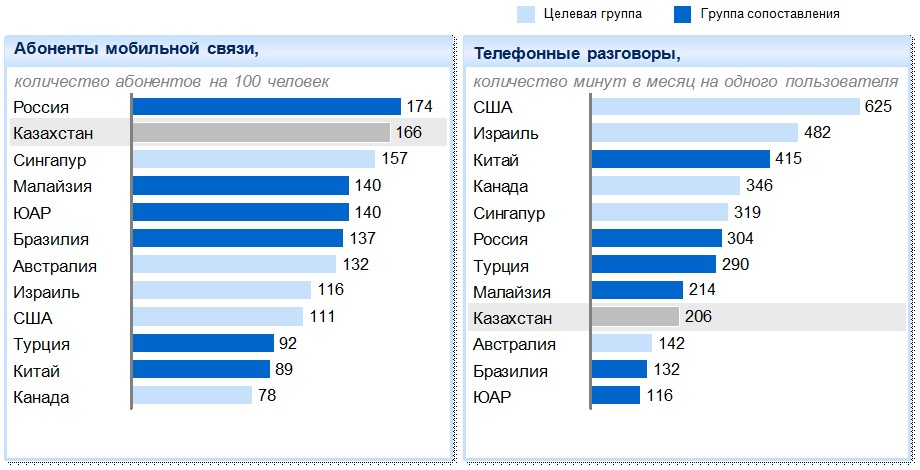 Целевая группа
Группа сопоставления
Абоненты мобильной связи,
количество абонентов на 100 человек
Россия 174
Казахстан 166
Сингапур 157
Малайзия 140
ЮАР 140
Бразилия 137
Австралия 132
Израиль 116
США 111
Турция 92
Китай 89
Канада 78
Телефонные разговоры,
количество минут в месяц на одного пользователя
США 625
Израиль 482
Китай 415
Канада 346
Сингапур 319
Россия 304
Турция 290
Малайзия 214
Казахстан 206
Австралия 142
Бразилия 132
ЮАР 116